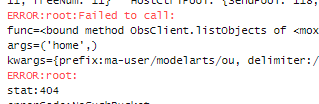 ERROR:root:Failed to call:
func=<bound method ObsClient.listObjects of <mox
args=('home',)
kwargs={prefix:ma-user/modelarts/ou, delimiter:/
ERROR:root:
stat:404